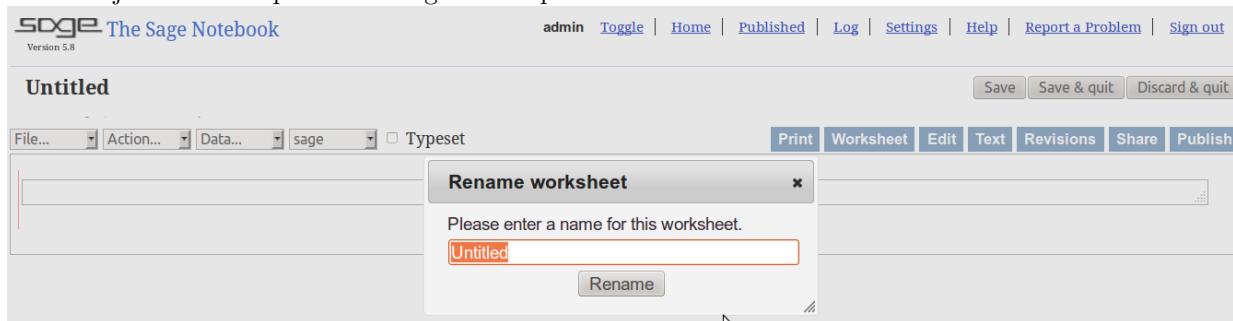 sage The Sage Notebook admin Toggle | Home | Published | Log | Settings | Help | Report a Problem | Sign out
Version 5.8
Untitled Save Save & quit Discard & quit
File... Action... Data... sage Typeset Print Worksheet Edit Text Revisions Share Publish
Rename worksheet ×
Please enter a name for this worksheet.
Untitled
Rename